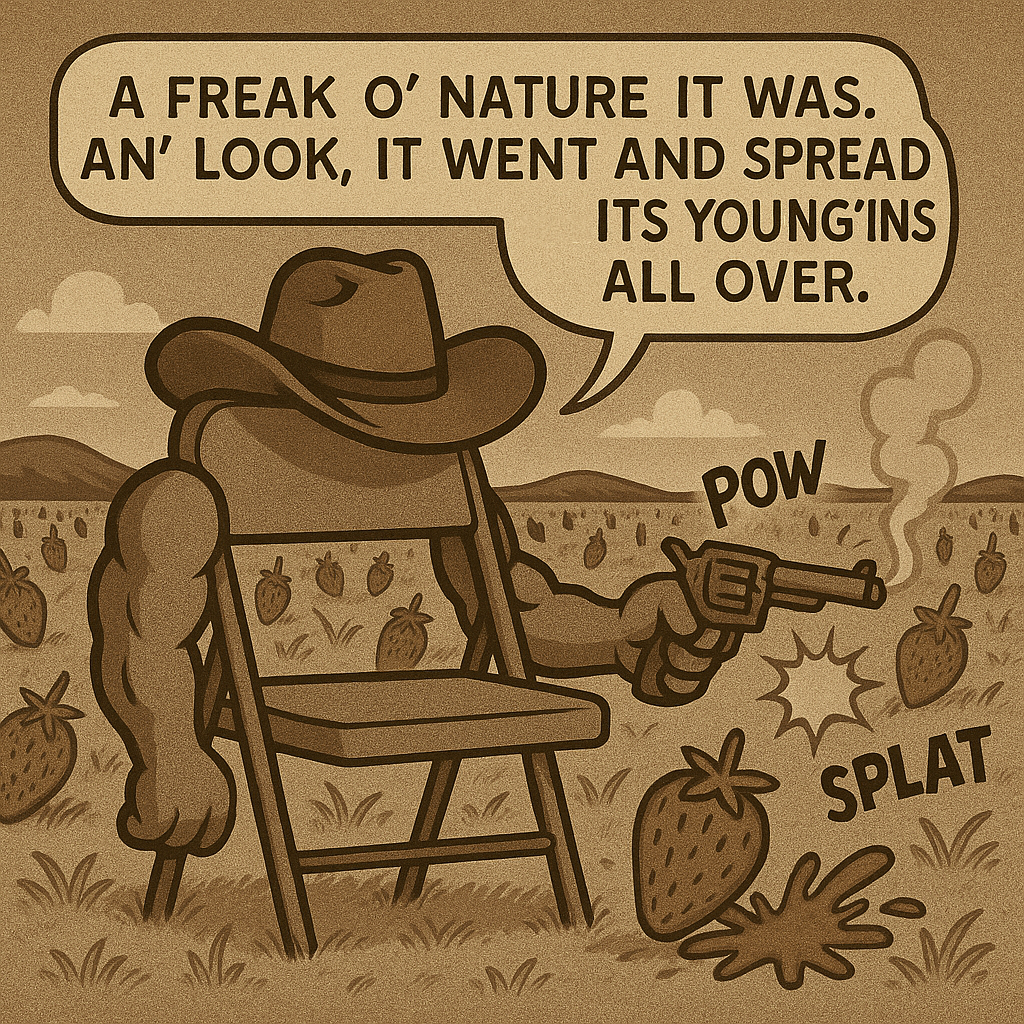 A FREAK O' NATURE IT WAS.
AN' LOOK, IT WENT AND SPREAD
ITS YOUNG'INS
ALL OVER.
POW
SPLAT